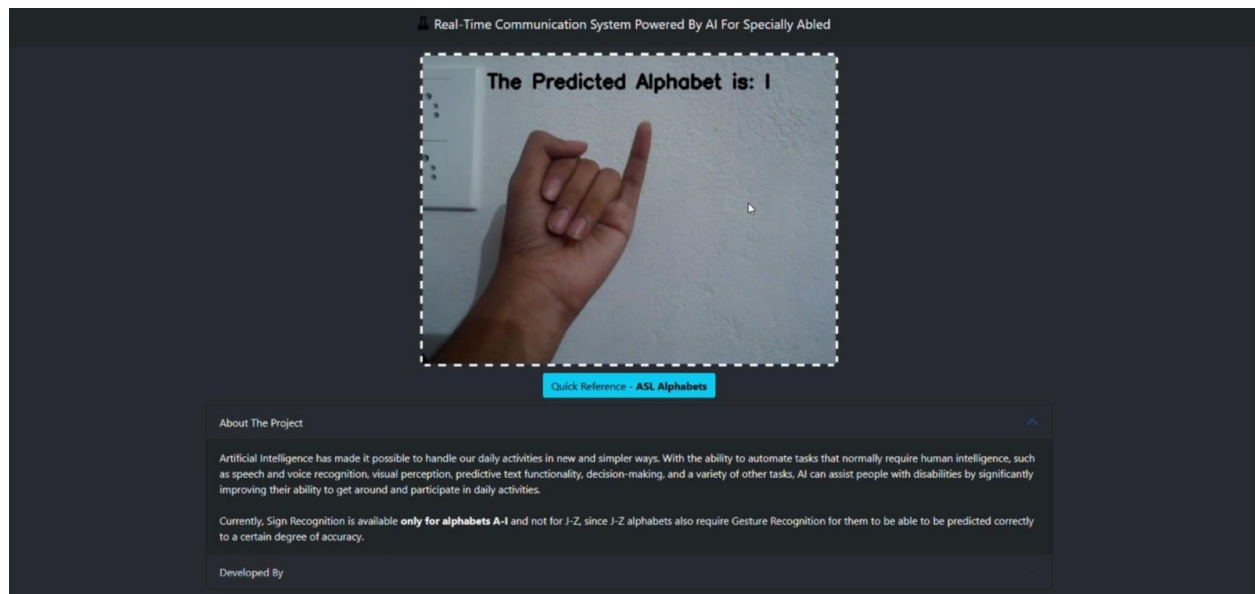 Real-Time Communication System Powered By AI For Specially Abled
The Predicted Alphabet is: I
Quick Reference - ASL Alphabets
About The Project
Artificial Intelligence has made it possible to handle our daily activities in new and simpler ways. With the ability to automate tasks that normally require human intelligence, such
as speech and voice recognition, visual perception, predictive text functionality, decision-making, and a variety of other tasks, AI can assist people with disabilities by significantly
improving their ability to get around and participate in daily activities.
Currently, Sign Recognition is available only for alphabets A-I and not for J-Z, since J-Z alphabets also require Gesture Recognition for them to be able to be predicted correctly
to a certain degree of accuracy.
Developed By